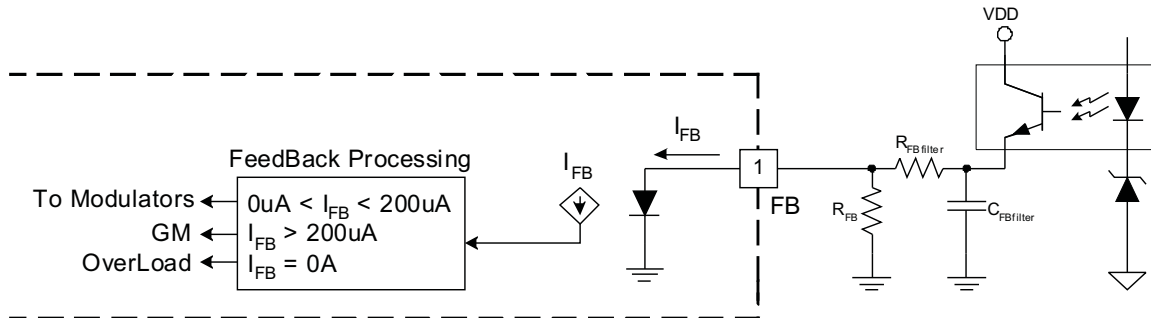 VDD
I_FB
R_FBfilter
FeedBack Processing
I_FB
1
To Modulators
0uA < I_FB < 200uA
FB
R_FB
C_FBfilter
GM
I_FB > 200uA
OverLoad
I_FB = 0A